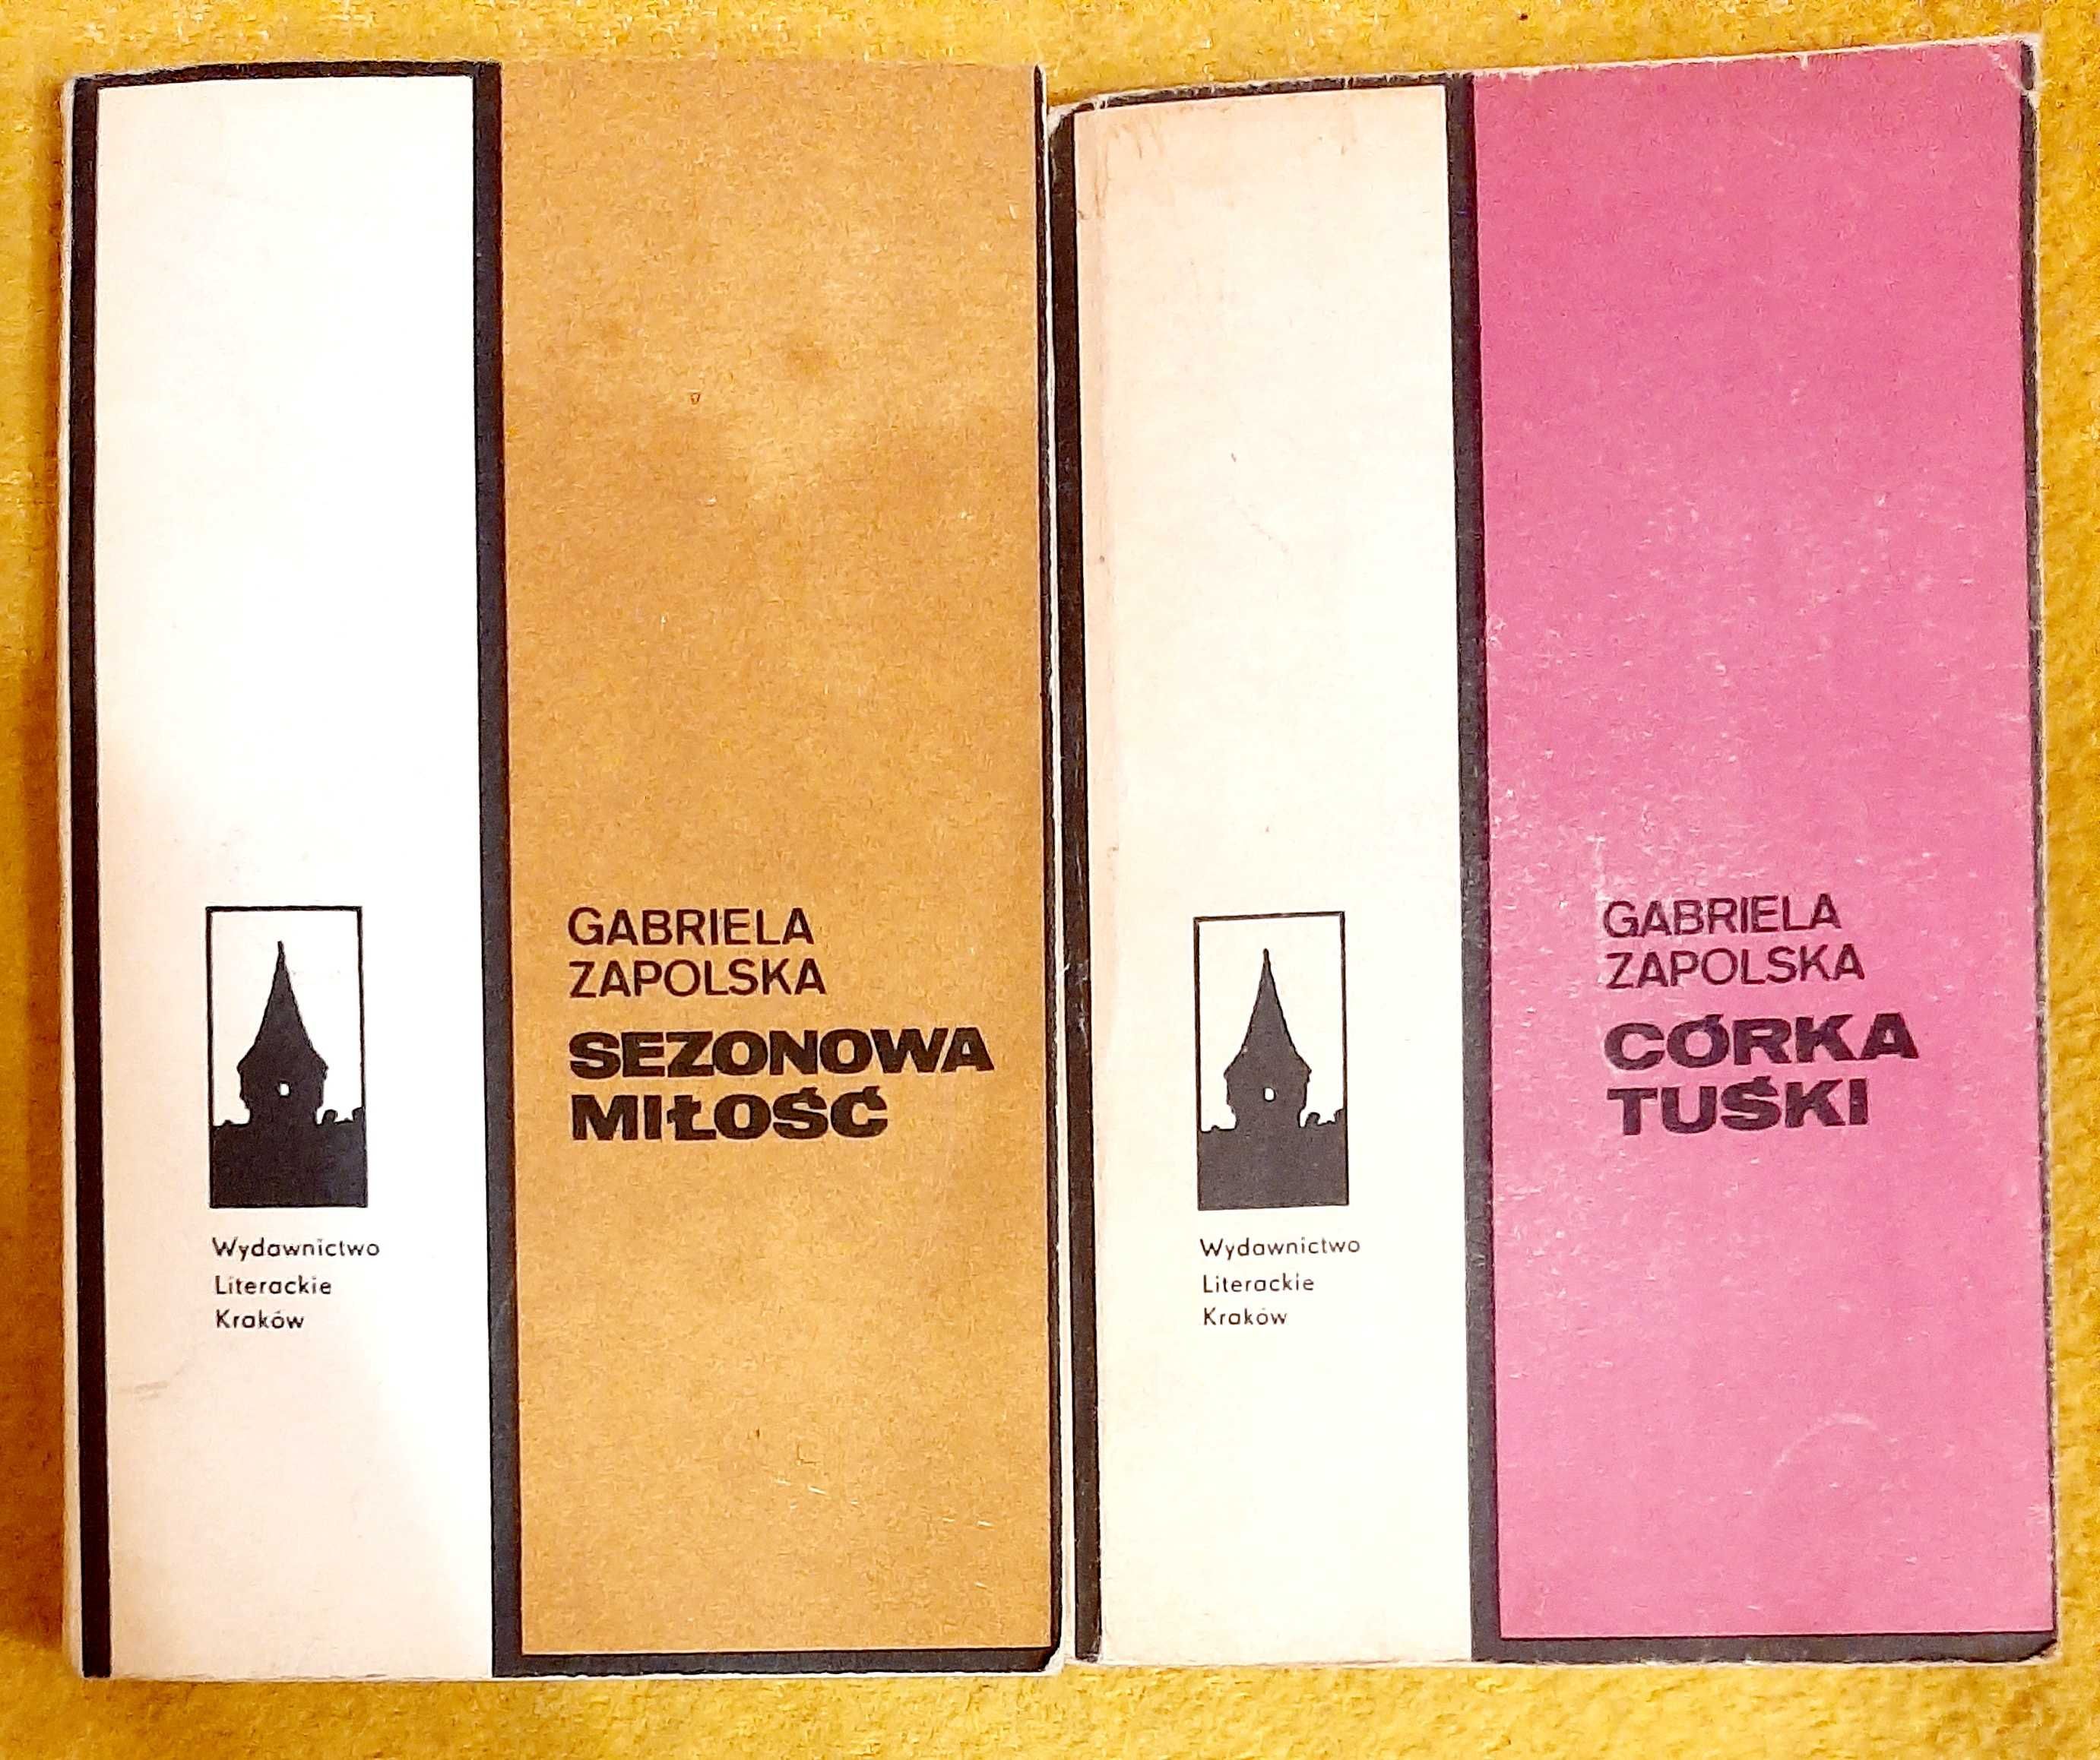 GABRIELA
ZAPOLSKA
SEZONOWA
MIŁOŚĆ
Wydawnictwo
Literackie
Kraków
GABRIELA
ZAPOLSKA
CÓRKA
TUŚKI
Wydawnictwo
Literackie
Kraków